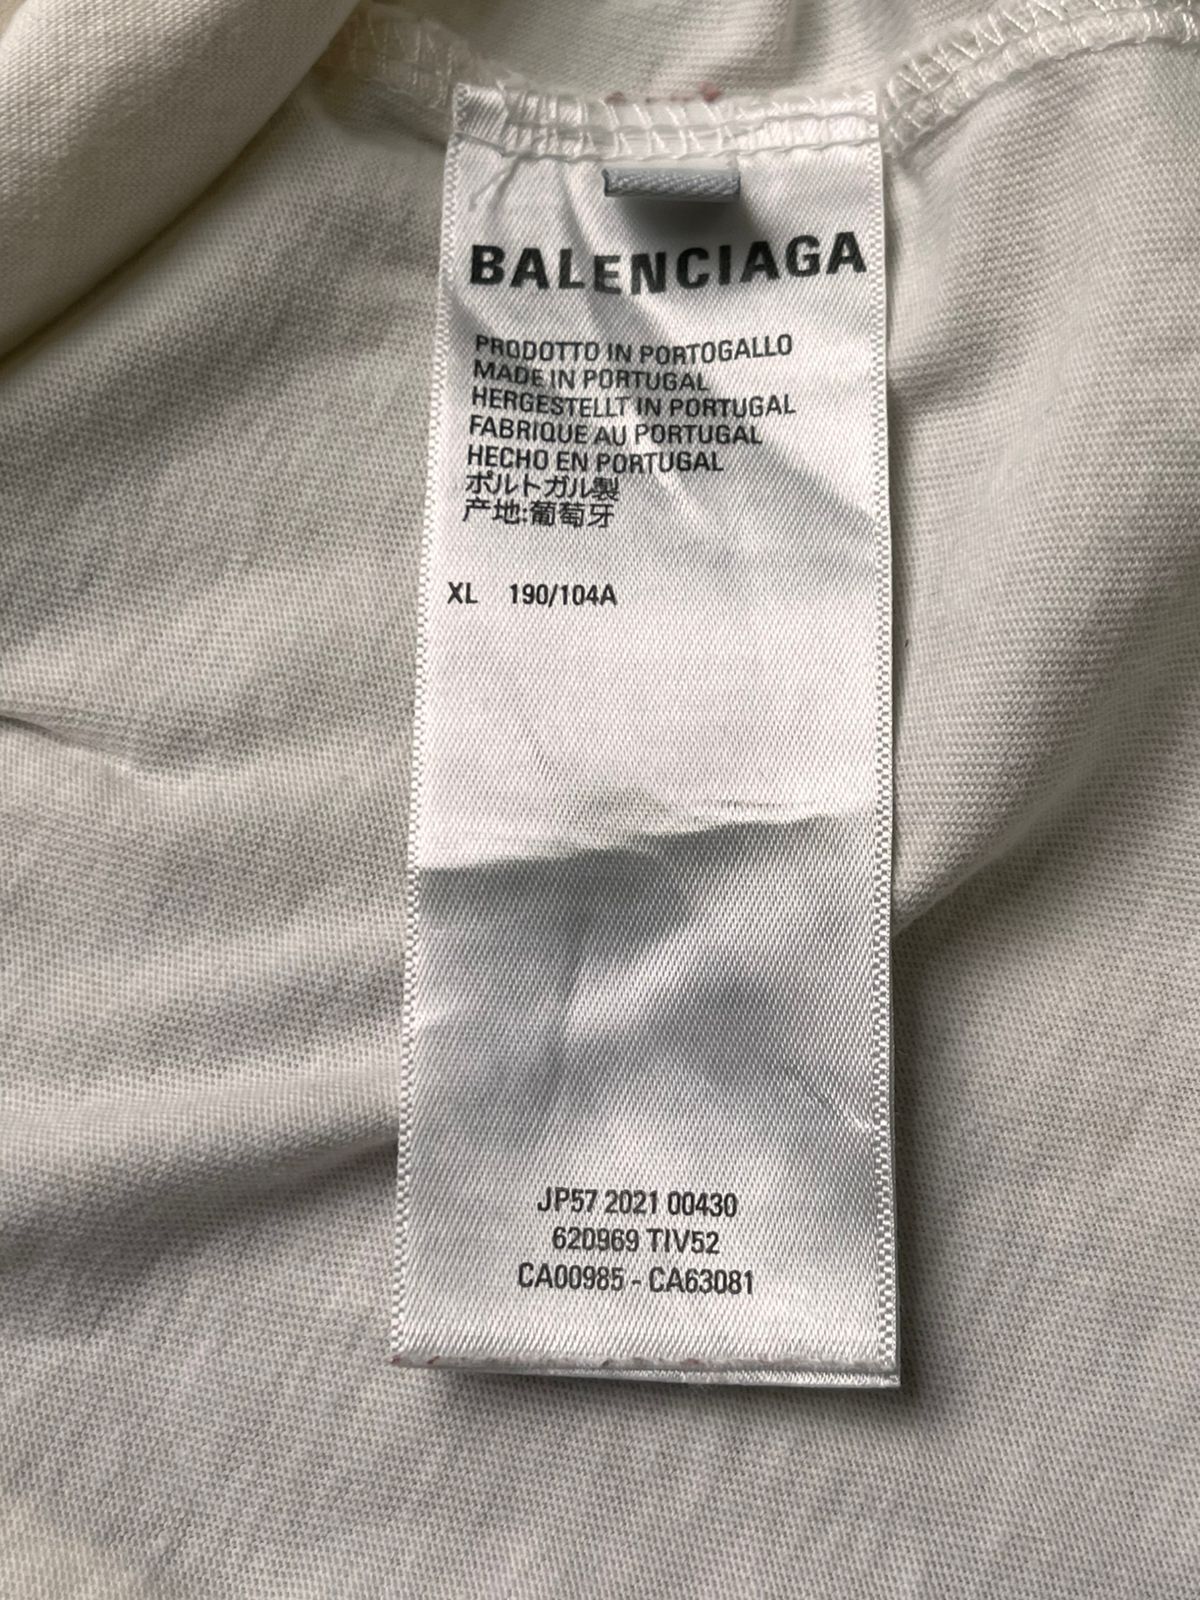 BALENCIAGA
PRODOTTO IN PORTOGALLO
MADE IN PORTUGAL
HERGESTELLT IN PORTUGAL
FABRIQUE AU PORTUGAL
HECHO EN PORTUGAL
ポルトガル製
产地:葡萄牙
XL 190/104A
JP57 2021 00430
620969 TIV52
CA00985 - CA63081